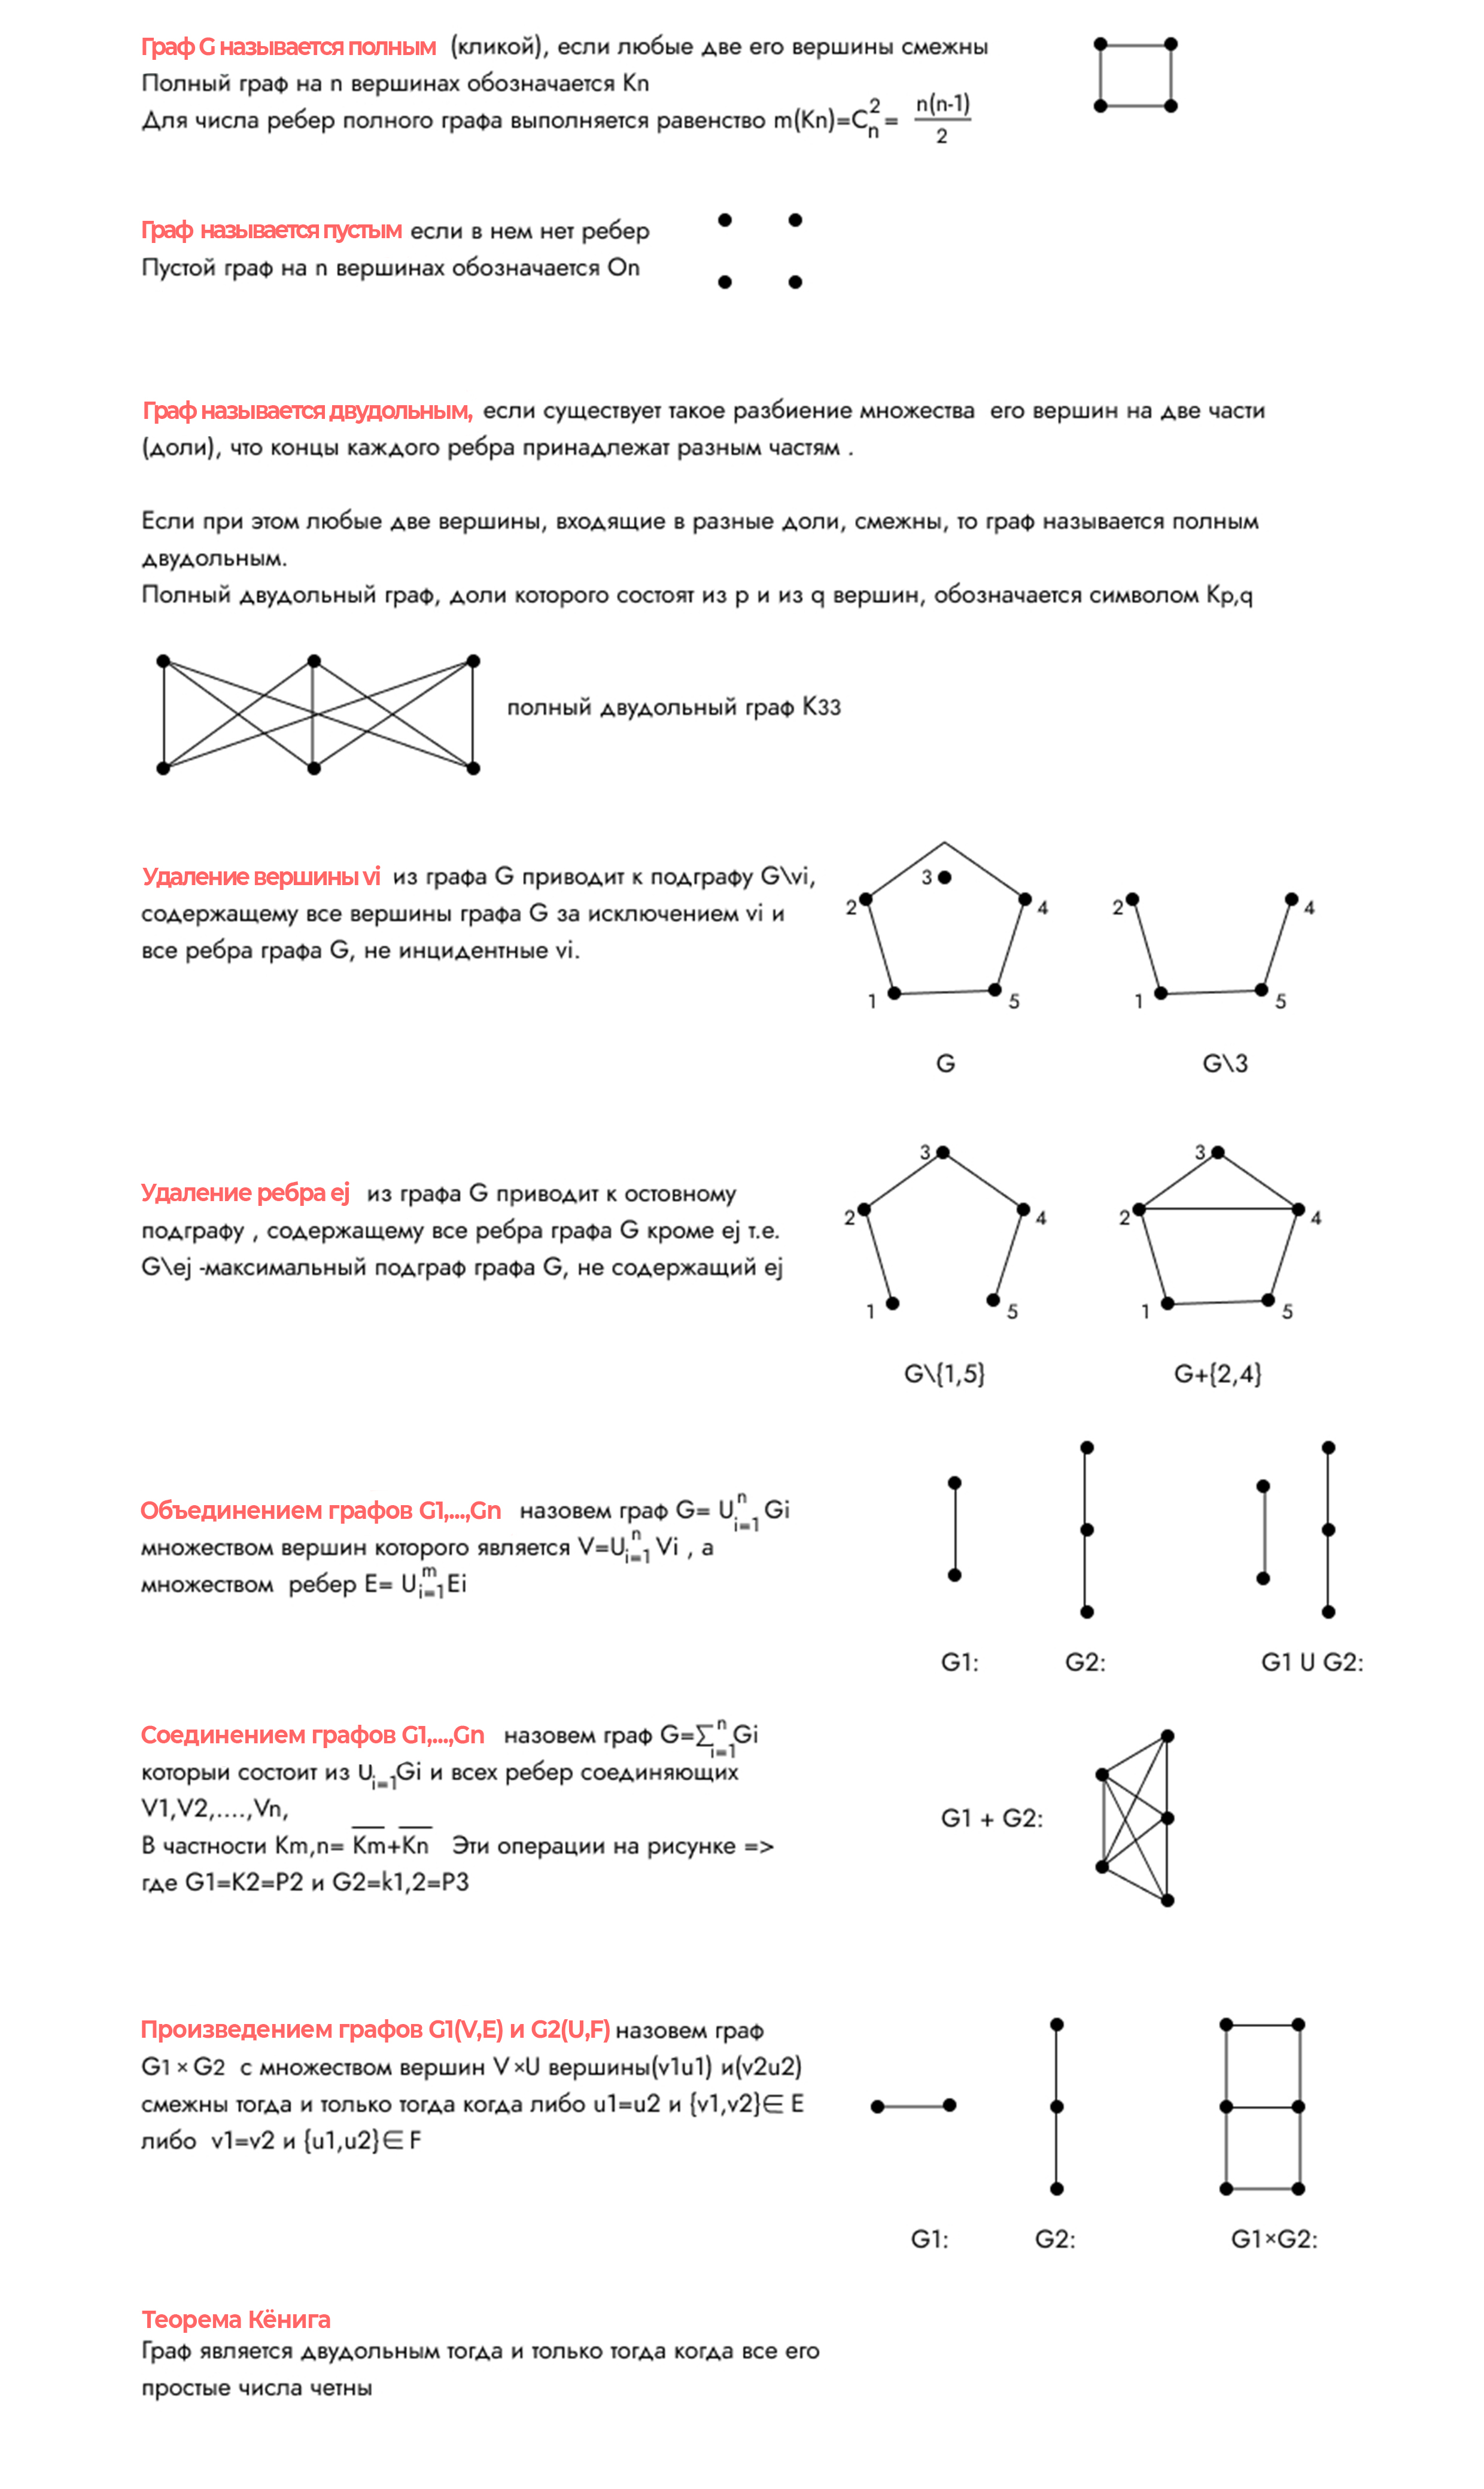 Граф G называется полным (кликой), если любые две его вершины смежны
Полный граф на n вершинах обозначается Kn
Для числа ребер полного графа выполняется равенство m(Kn)=C²n= n(n-1)/2
Граф называется пустым если в нем нет ребер
Пустой граф на n вершинах обозначается On
Граф называется двудольным, если существует такое разбиение множества его вершин на две части
(доли), что концы каждого ребра принадлежат разным частям .
Если при этом любые две вершины, входящие в разные доли, смежны, то граф называется полным
двудольным.
Полный двудольный граф, доли которого состоят из p и из q вершин, обозначается символом Kp,q
полный двудольный граф K33
Удаление вершины vi из графа G приводит к подграфу G\vi,
содержащему все вершины графа G за исключением vi и
все ребра графа G, не инцидентные vi.
3
2 4 2 4
1 5 1 5
G G\3
Удаление ребра ej из графа G приводит к остовному
подграфу , содержащему все ребра графа G кроме ej т.е.
G\ej -максимальный подграф графа G, не содержащий ej
3 3
2 4 2 4
1 5 1 5
G\{1,5} G+{2,4}
Объединением графов G1,...,Gn назовем граф G= U n i=1 Gi
множеством вершин которого является V=U n i=1 Vi , а
множеством ребер E= U m i=1 Ei
G1: G2: G1 U G2:
Соединением графов G1,...,Gn назовем граф G=∑ n i=1 Gi
которыи состоит из U i=1 Gi и всех ребер соединяющих
V1,V2,....,Vn,
В частности Km,n= K̅m̅+K̅n̅ Эти операции на рисунке =>
где G1=K2=P2 и G2=k1,2=P3
G1 + G2:
Произведением графов G1(V,E) и G2(U,F) назовем граф
G1 × G2 с множеством вершин V ×U вершины(v1u1) и(v2u2)
смежны тогда и только тогда когда либо u1=u2 и {v1,v2}∈ E
либо v1=v2 и {u1,u2}∈ F
G1: G2: G1×G2:
Теорема Кёнига
Граф является двудольным тогда и только тогда когда все его
простые числа четны